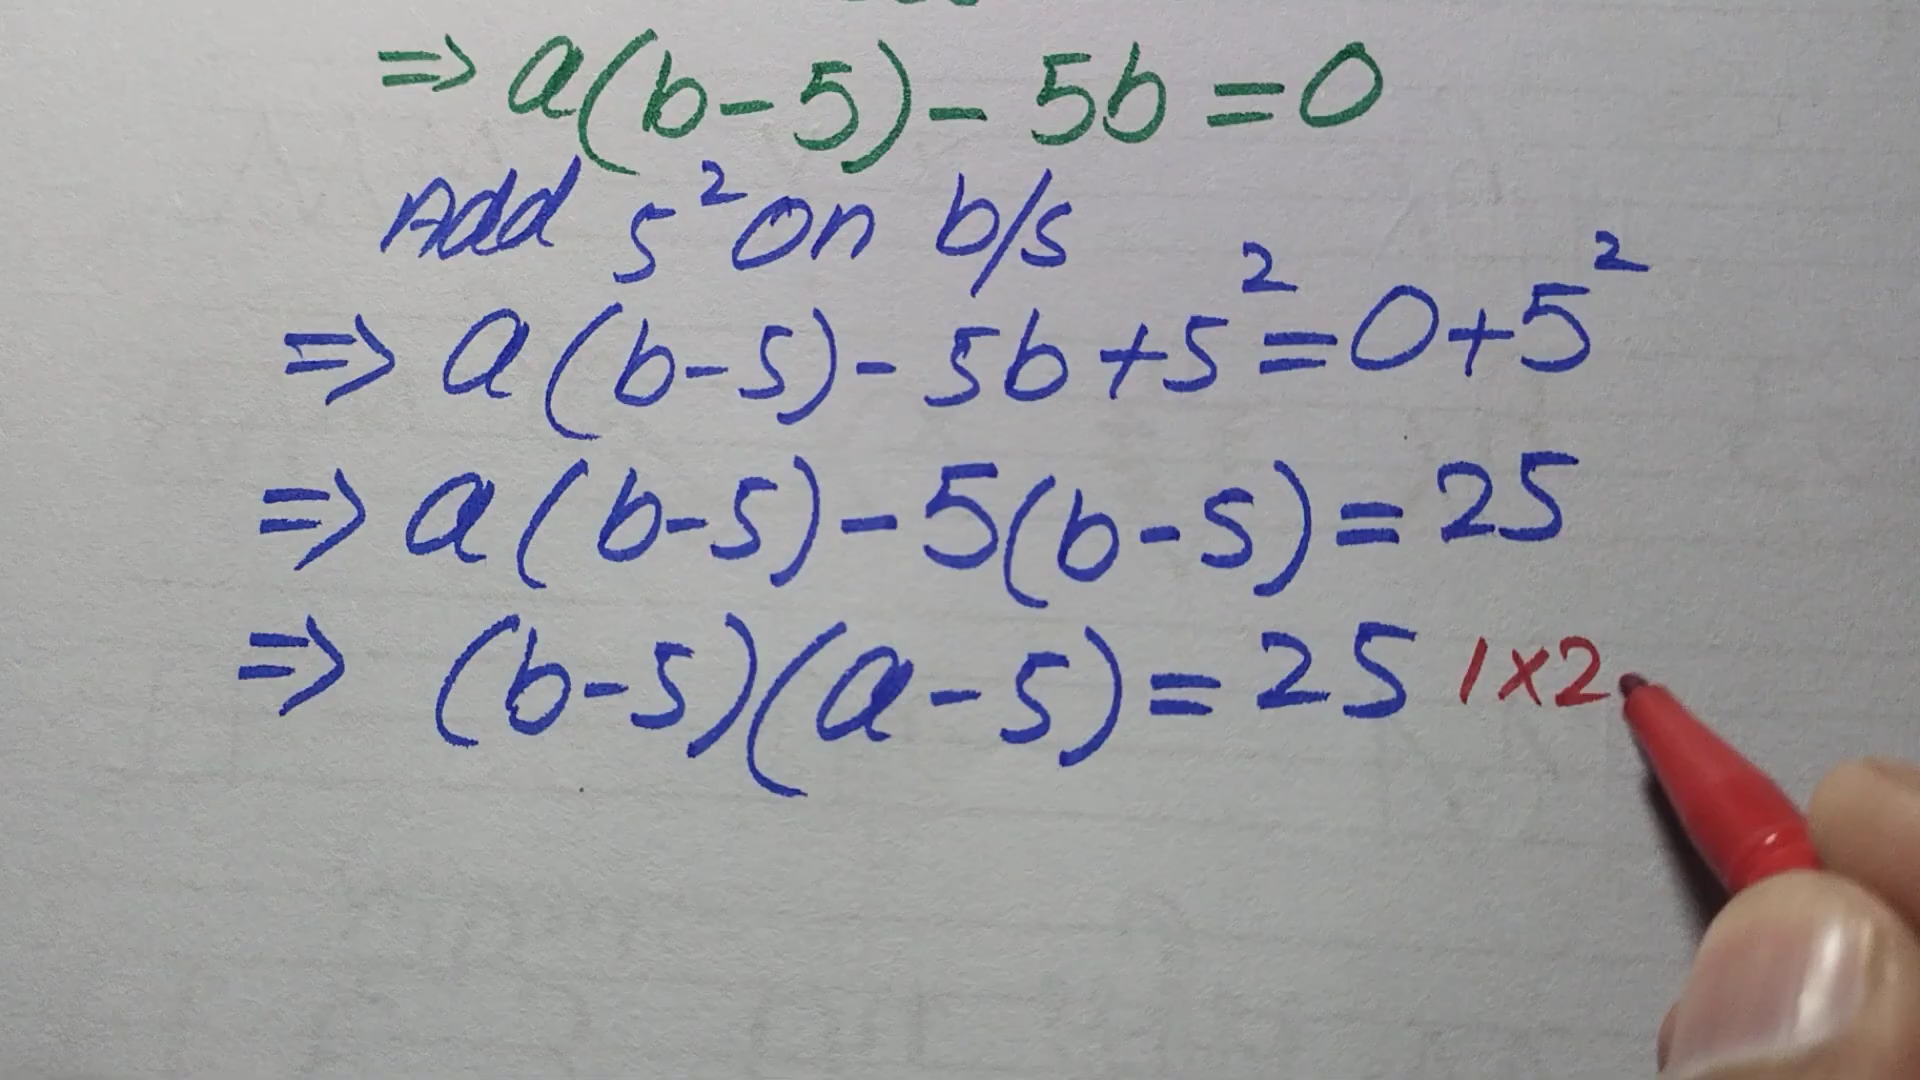 => a(b-5) - 5b = 0
Add 5² on b/s
=> a(b-5) - 5b + 5² = 0 + 5²
=> a(b-5) - 5(b-5) = 25
=> (b-5)(a-5) = 25 1×2